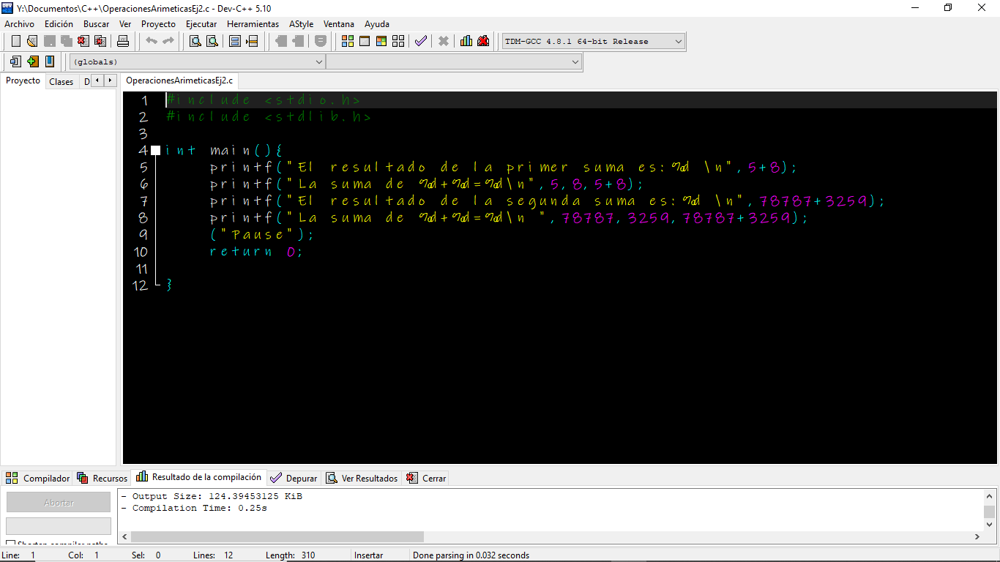 Y:\Documentos\C++\OperacionesArimeticasEj2.c - Dev-C++ 5.10
Archivo Edición Buscar Ver Proyecto Ejecutar Herramientas AStyle Ventana Ayuda
TDM-GCC 4.8.1 64-bit Release
(globals)
Proyecto Clases D OperacionesArimeticasEj2.c
1 #include <stdio.h>
2 #include <stdlib.h>
3
4 int main(){
5 printf("El resultado de la primer suma es:%d \n",5+8);
6 printf("La suma de %d+%d=%d\n",5,8,5+8);
7 printf("El resultado de la segunda suma es:%d \n",78787+3259);
8 printf("La suma de %d+%d=%d\n ",78787,3259,78787+3259);
9 ("Pause");
10 return 0;
11
12 }
Compilador Recursos Resultado de la compilación Depurar Ver Resultados Cerrar
Abortar
- Output Size: 124.39453125 KiB
- Compilation Time: 0.25s
Line: 1 Col: 1 Sel: 0 Lines: 12 Length: 310 Insertar Done parsing in 0.032 seconds